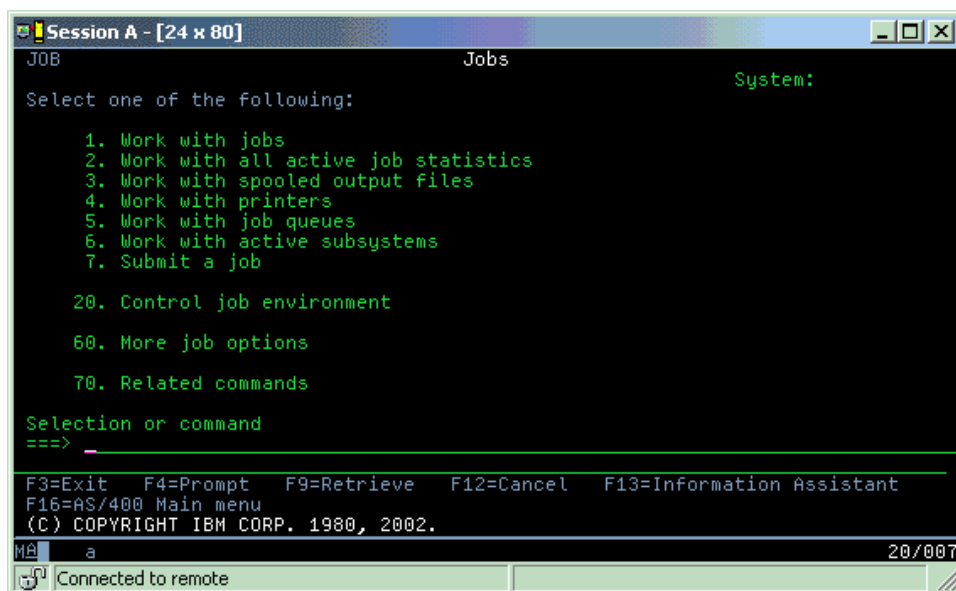 Session A - [24 x 80]
JOB Jobs
System:
Select one of the following:
1. Work with jobs
2. Work with all active job statistics
3. Work with spooled output files
4. Work with printers
5. Work with job queues
6. Work with active subsystems
7. Submit a job
20. Control job environment
60. More job options
70. Related commands
Selection or command
===>
F3=Exit F4=Prompt F9=Retrieve F12=Cancel F13=Information Assistant
F16=AS/400 Main menu
(C) COPYRIGHT IBM CORP. 1980, 2002.
MA a 20/007
Connected to remote